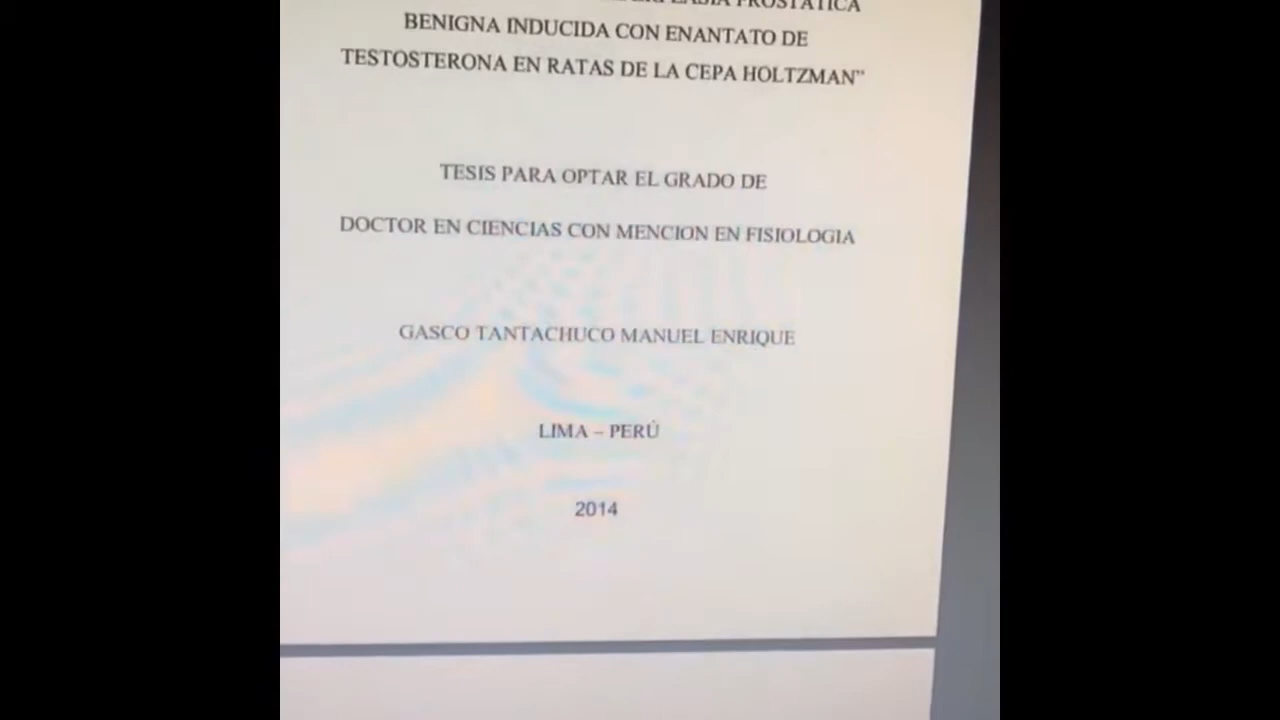 PROSTÁTICA
BENIGNA INDUCIDA CON ENANTATO DE
TESTOSTERONA EN RATAS DE LA CEPA HOLTZMAN”
TESIS PARA OPTAR EL GRADO DE
DOCTOR EN CIENCIAS CON MENCION EN FISIOLOGIA
GASCO TANTACHUCO MANUEL ENRIQUE
LIMA – PERÚ
2014